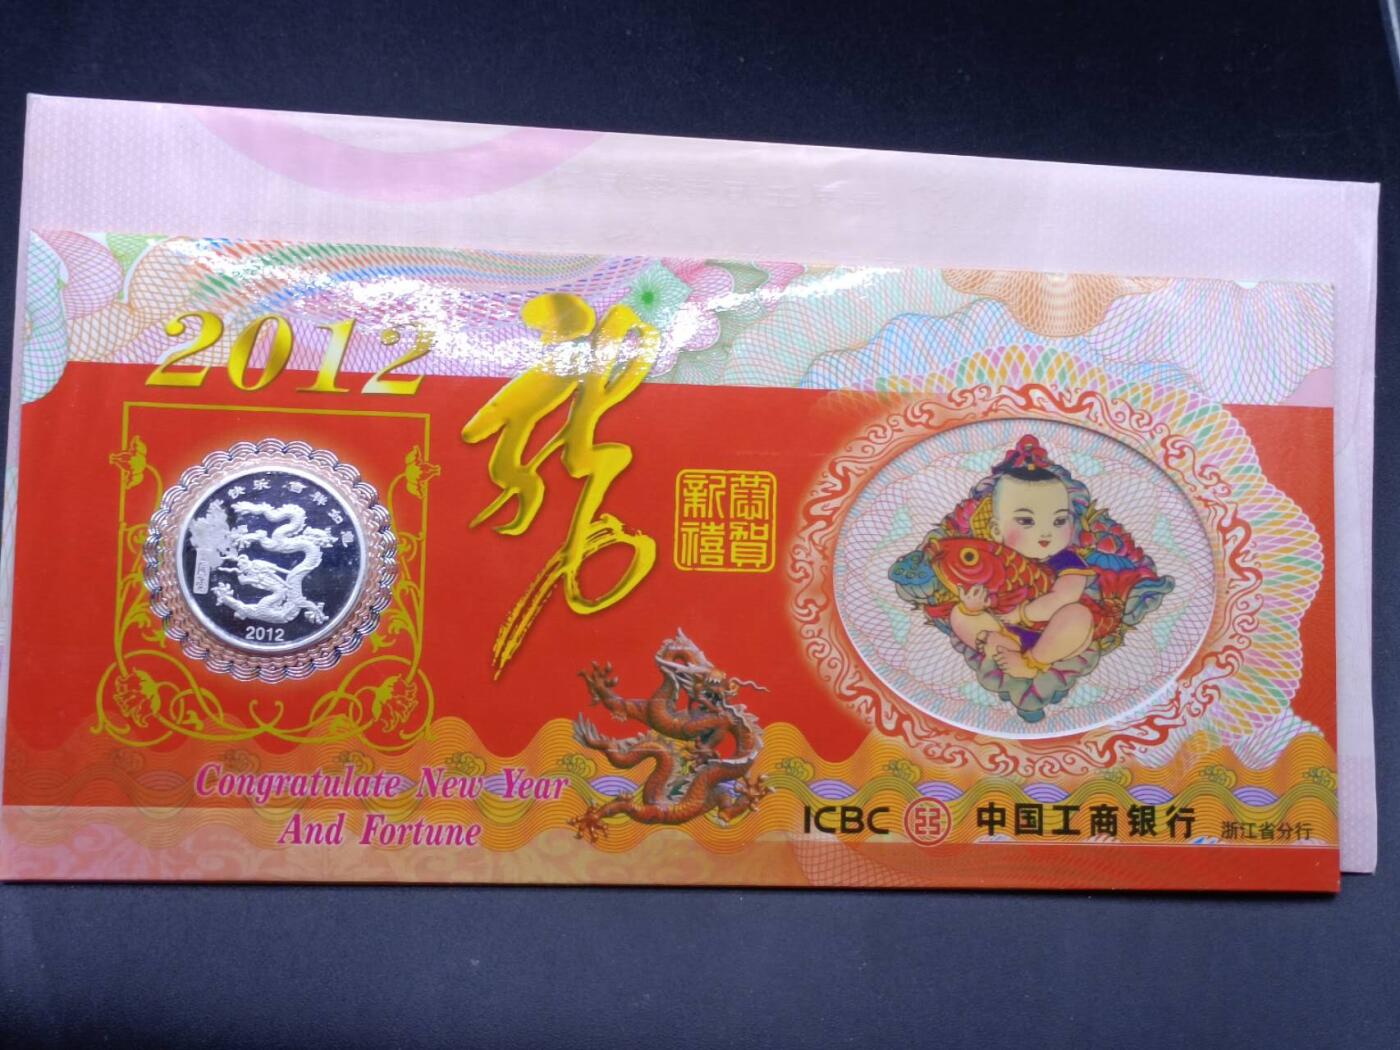 2012
龙
恭贺
新禧
快乐 吉祥如意
2012
Congratulate New Year
And Fortune
ICBC 中国工商银行 浙江省分行